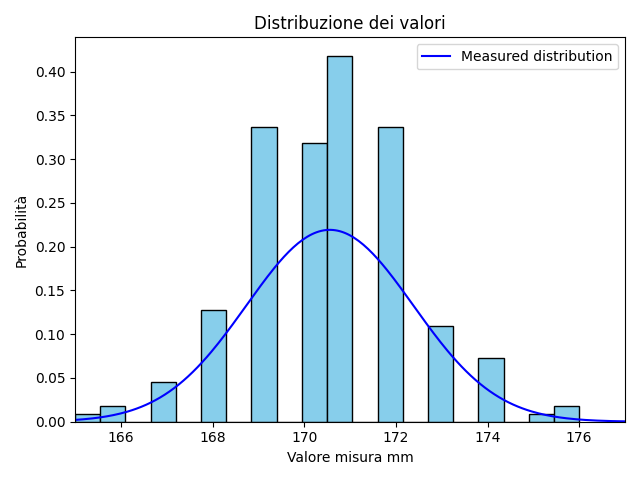 Distribuzione dei valori
Measured distribution
Probabilità
0.40
0.35
0.30
0.25
0.20
0.15
0.10
0.05
0.00
166 168 170 172 174 176
Valore misura mm